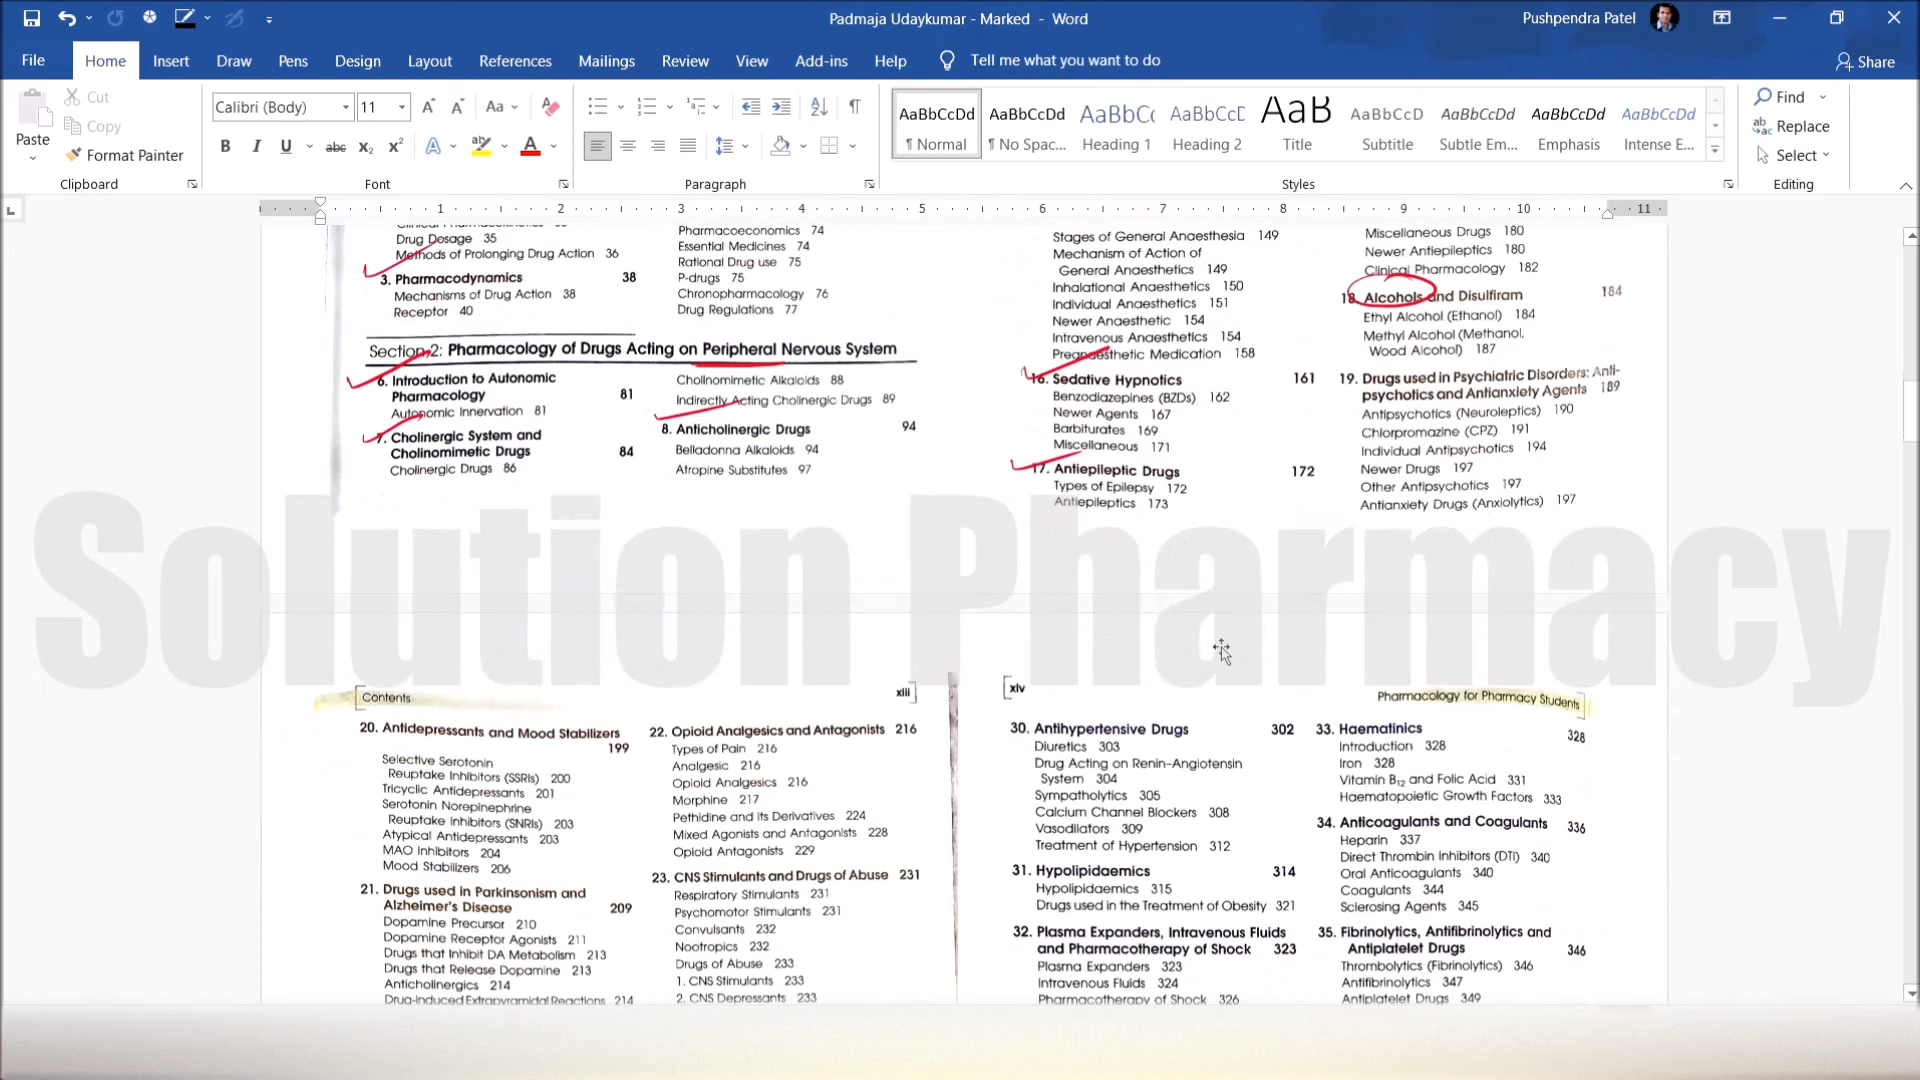 Padmaja Udaykumar - Marked - Word
Pushpendra Patel
File Home Insert Draw Pens Design Layout References Mailings Review View Add-ins Help Tell me what you want to do
Share
Paste
Cut
Copy
Format Painter
Clipboard
Calibri (Body) 11
Font
Paragraph
AaBbCcDd ¶ Normal
AaBbCcDd ¶ No Spac...
AaBbCc Heading 1
AaBbCcD Heading 2
AaB Title
AaBbCcD Subtitle
AaBbCcDd Subtle Em...
AaBbCcDd Emphasis
AaBbCcDd Intense E...
Styles
Find
Replace
Select
Editing
1 2 3 4 5 6 7 8 9 10 11
Drug Dosage 35
Methods of Prolonging Drug Action 36
3. Pharmacodynamics 38
Mechanisms of Drug Action 38
Receptor 40
Pharmacoeconomics 74
Essential Medicines 74
Rational Drug use 75
P-drugs 75
Chronopharmacology 76
Drug Regulations 77
Section 2: Pharmacology of Drugs Acting on Peripheral Nervous System
6. Introduction to Autonomic
Pharmacology 81
Autonomic Innervation 81
7. Cholinergic System and
Cholinomimetic Drugs 84
Cholinergic Drugs 86
Cholinomimetic Alkaloids 88
Indirectly Acting Cholinergic Drugs 89
8. Anticholinergic Drugs 94
Belladonna Alkaloids 94
Atropine Substitutes 97
Stages of General Anaesthesia 149
Mechanism of Action of
General Anaesthetics 149
Inhalational Anaesthetics 150
Individual Anaesthetics 151
Newer Anaesthetic 154
Intravenous Anaesthetics 154
Preanaesthetic Medication 158
16. Sedative Hypnotics 161
Benzodiazepines (BZDs) 162
Newer Agents 167
Barbiturates 169
Miscellaneous 171
17. Antiepileptic Drugs 172
Types of Epilepsy 172
Antiepileptics 173
Miscellaneous Drugs 180
Newer Antiepileptics 180
Clinical Pharmacology 182
18. Alcohols and Disulfiram 184
Ethyl Alcohol (Ethanol) 184
Methyl Alcohol (Methanol,
Wood Alcohol) 187
19. Drugs used in Psychiatric Disorders: Anti-
psychotics and Antianxiety Agents 189
Antipsychotics (Neuroleptics) 190
Chlorpromazine (CPZ) 191
Individual Antipsychotics 194
Newer Drugs 197
Other Antipsychotics 197
Antianxiety Drugs (Anxiolytics) 197
Solution Pharmacy
Contents xiii
20. Antidepressants and Mood Stabilizers
199
Selective Serotonin
Reuptake Inhibitors (SSRIs) 200
Tricyclic Antidepressants 201
Serotonin Norepinephrine
Reuptake Inhibitors (SNRIs) 203
Atypical Antidepressants 203
MAO Inhibitors 204
Mood Stabilizers 206
21. Drugs used in Parkinsonism and
Alzheimer's Disease 209
Dopamine Precursor 210
Dopamine Receptor Agonists 211
Drugs that Inhibit DA Metabolism 213
Drugs that Release Dopamine 213
Anticholinergics 214
Drug-induced Extrapyramidal Reactions 214
22. Opioid Analgesics and Antagonists 216
Types of Pain 216
Analgesic 216
Opioid Analgesics 216
Morphine 217
Pethidine and its Derivatives 224
Mixed Agonists and Antagonists 228
Opioid Antagonists 229
23. CNS Stimulants and Drugs of Abuse 231
Respiratory Stimulants 231
Psychomotor Stimulants 231
Convulsants 232
Nootropics 232
Drugs of Abuse 233
1. CNS Stimulants 233
2. CNS Depressants 233
xiv Pharmacology for Pharmacy Students
30. Antihypertensive Drugs 302
Diuretics 303
Drug Acting on Renin–Angiotensin
System 304
Sympatholytics 305
Calcium Channel Blockers 308
Vasodilators 309
Treatment of Hypertension 312
31. Hypolipidaemics 314
Hypolipidaemics 315
Drugs used in the Treatment of Obesity 321
32. Plasma Expanders, Intravenous Fluids
and Pharmacotherapy of Shock 323
Plasma Expanders 323
Intravenous Fluids 324
Pharmacotherapy of Shock 326
33. Haematinics 328
Introduction 328
Iron 328
Vitamin B12 and Folic Acid 331
Haematopoietic Growth Factors 333
34. Anticoagulants and Coagulants 336
Heparin 337
Direct Thrombin Inhibitors (DTI) 340
Oral Anticoagulants 340
Coagulants 344
Sclerosing Agents 345
35. Fibrinolytics, Antifibrinolytics and
Antiplatelet Drugs 346
Thrombolytics (Fibrinolytics) 346
Antifibrinolytics 347
Antiplatelet Drugs 349